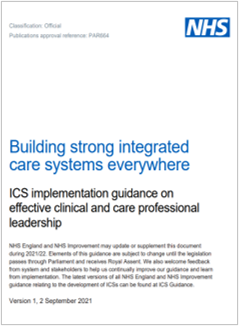 Classification: Official
Publications approval reference: PAR664
NHS
Building strong integrated
care systems everywhere
ICS implementation guidance on
effective clinical and care professional
leadership
NHS England and NHS Improvement may update or supplement this document
during 2021/22. Elements of this guidance are subject to change until the legislation
passes through Parliament and receives Royal Assent. We also welcome feedback
from system and stakeholders to help us continually improve our guidance and learn
from implementation. The latest versions of all NHS England and NHS Improvement
guidance relating to the development of ICSs can be found at ICS Guidance.
Version 1, 2 September 2021